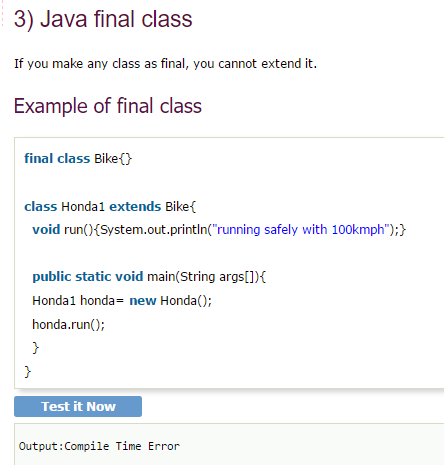 3) Java final class
If you make any class as final, you cannot extend it.
Example of final class
final class Bike{}
class Honda1 extends Bike{
void run(){System.out.println("running safely with 100kmph");}
public static void main(String args[]){
Honda1 honda= new Honda();
honda.run();
}
}
Test it Now
Output:Compile Time Error